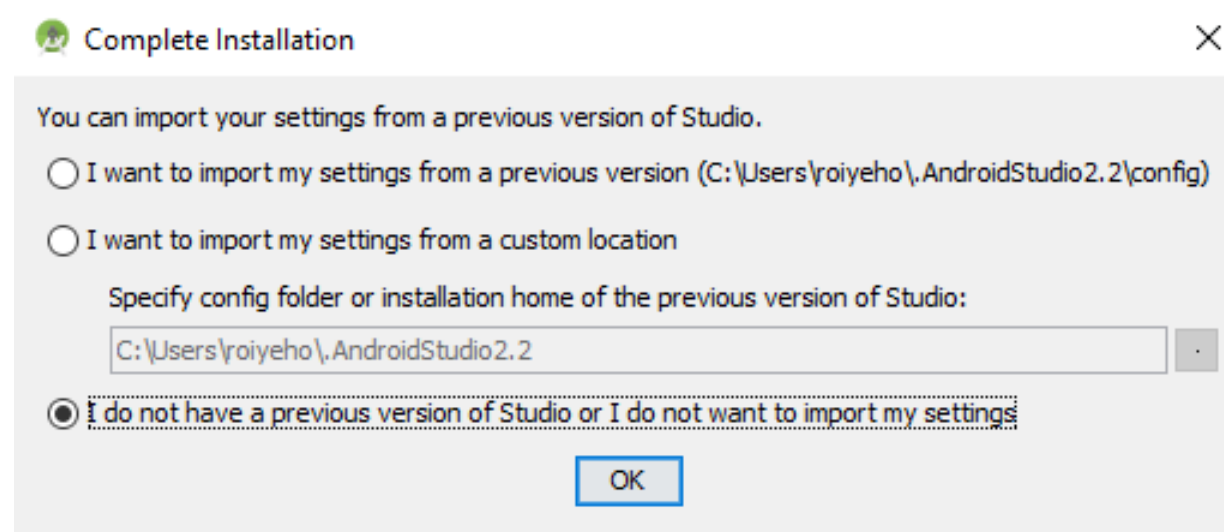 Complete Installation
You can import your settings from a previous version of Studio.
I want to import my settings from a previous version (C:\Users\roiyeho\.AndroidStudio2.2\config)
I want to import my settings from a custom location
Specify config folder or installation home of the previous version of Studio:
C:\Users\roiyeho\.AndroidStudio2.2
.
I do not have a previous version of Studio or I do not want to import my settings
OK